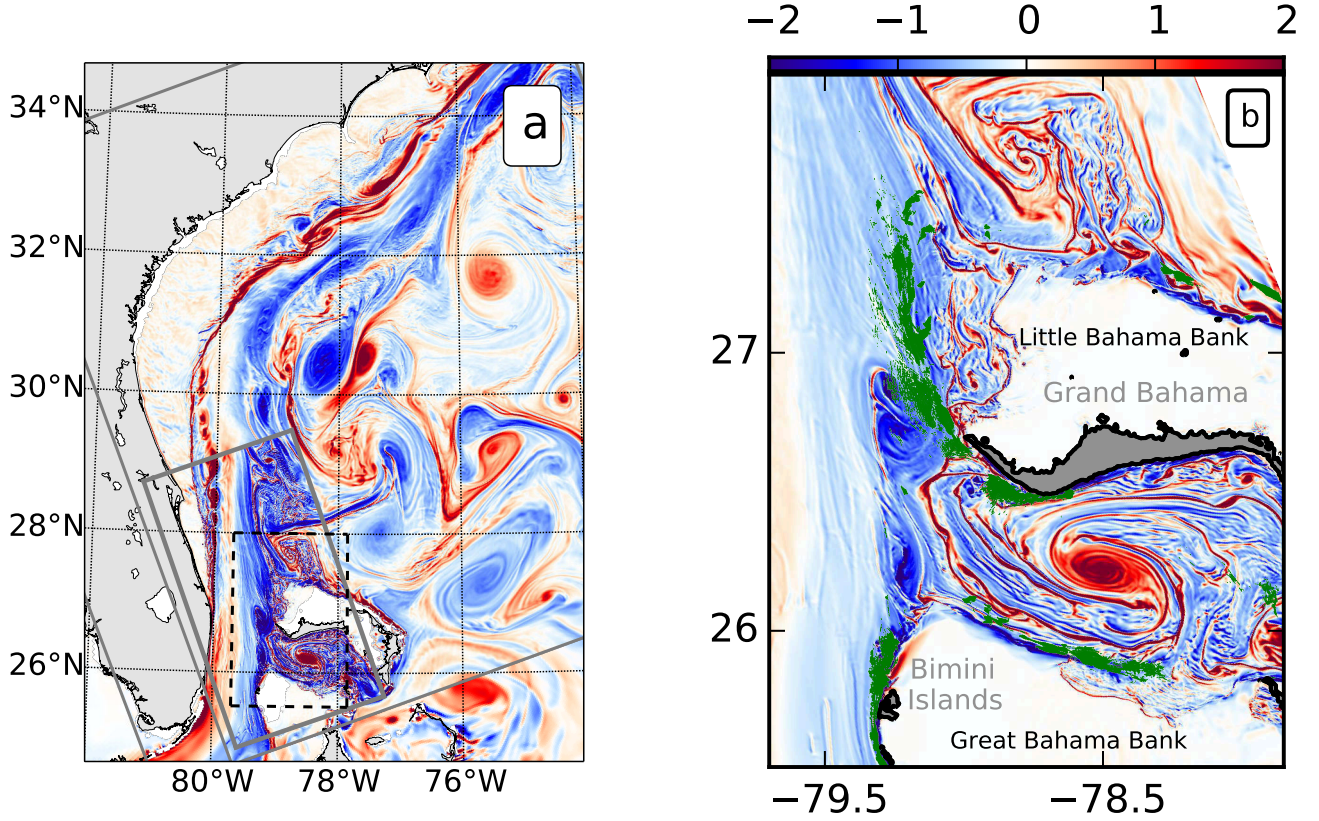 −2 −1 0 1 2
a
b
34°N
32°N
30°N
28°N
26°N
80°W 78°W 76°W
27
26
Little Bahama Bank
Grand Bahama
Bimini
Islands
Great Bahama Bank
−79.5 −78.5